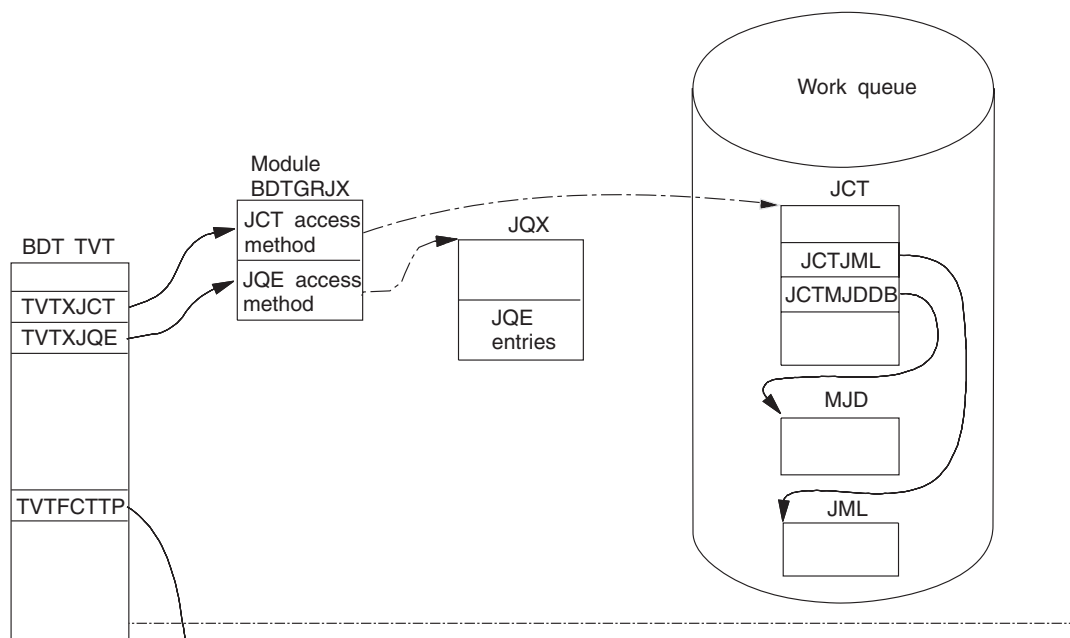 Work queue
Module
BDTGRJX
JCT access
method
JQE access
method
BDT TVT
TVTXJCT
TVTXJQE
TVTFCTTP
JQX
JQE
entries
JCT
JCTJML
JCTMJDDB
MJD
JML